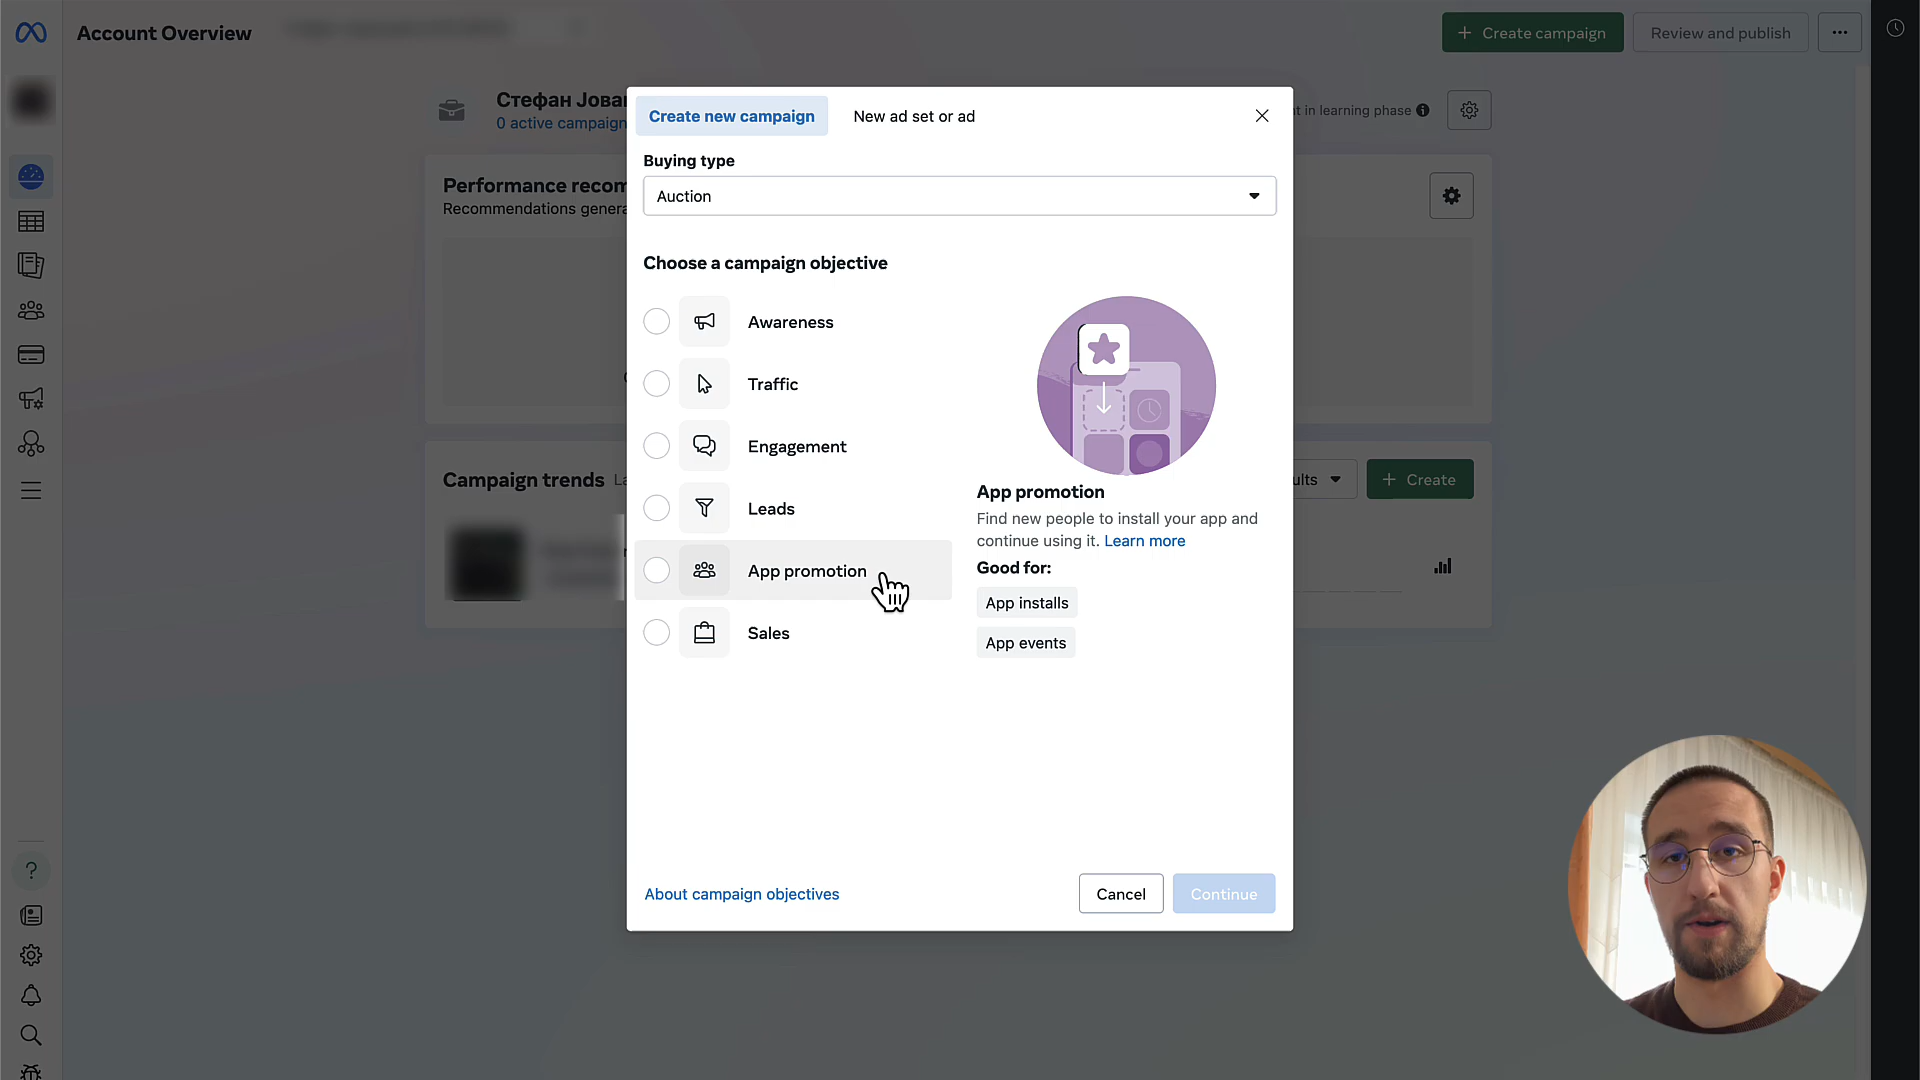 Account Overview
+ Create campaign
Review and publish
Стефан Јова
0 active campaign
t in learning phase
Performance recom
Recommendations genera
Campaign trends
ults
+ Create
Create new campaign
New ad set or ad
Buying type
Auction
Choose a campaign objective
Awareness
Traffic
Engagement
Leads
App promotion
Sales
App promotion
Find new people to install your app and
continue using it. Learn more
Good for:
App installs
App events
About campaign objectives
Cancel
Continue